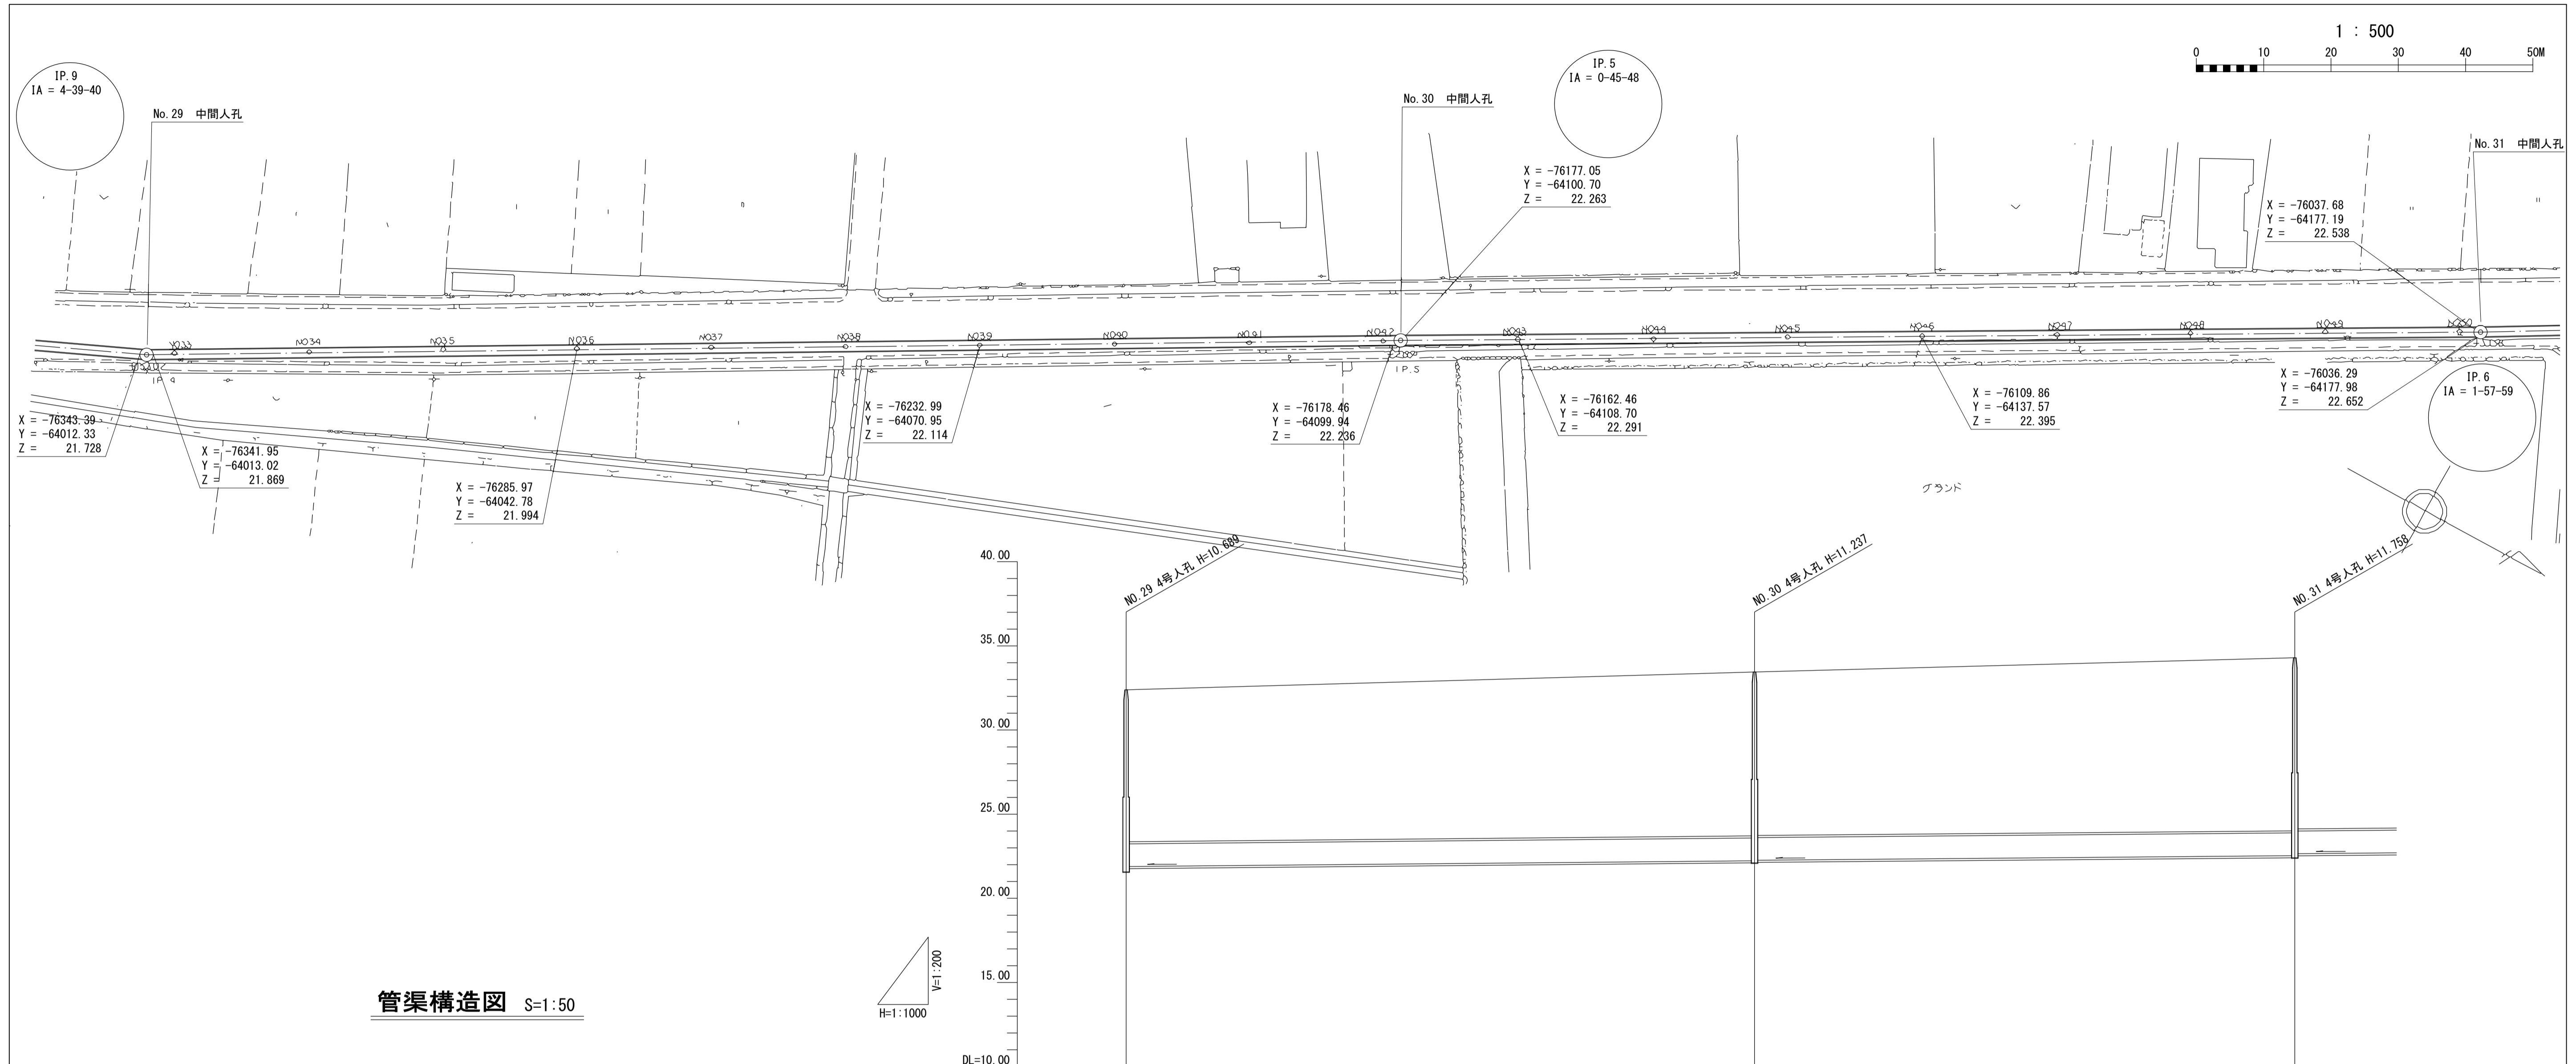 1 : 500
0 10 20 30 40 50M
IP.9
IA = 4-39-40
No.29 中間人孔
No.30 中間人孔
IP.5
IA = 0-45-48
No.31 中間人孔
X = -76177.05
Y = -64100.70
Z = 22.263
X = -76037.68
Y = -64177.19
Z = 22.538
NO33
NO34
NO35
NO36
NO37
NO38
NO39
NO40
NO41
NO42
NO43
NO44
NO45
NO46
NO47
NO48
NO49
NO50
IP.9
IP.5
X = -76343.39
Y = -64012.33
Z = 21.728
X = -76341.95
Y = -64013.02
Z = 21.869
X = -76285.97
Y = -64042.78
Z = 21.994
X = -76232.99
Y = -64070.95
Z = 22.114
X = -76178.46
Y = -64099.94
Z = 22.236
X = -76162.46
Y = -64108.70
Z = 22.291
X = -76109.86
Y = -64137.57
Z = 22.395
X = -76036.29
Y = -64177.98
Z = 22.652
IP.6
IA = 1-57-59
グランド
NO.29 4号人孔 H=10.689
NO.30 4号人孔 H=11.237
NO.31 4号人孔 H=11.758
40.00
35.00
30.00
25.00
20.00
15.00
DL=10.00
V=1:200
H=1:1000
管渠構造図 S=1:50